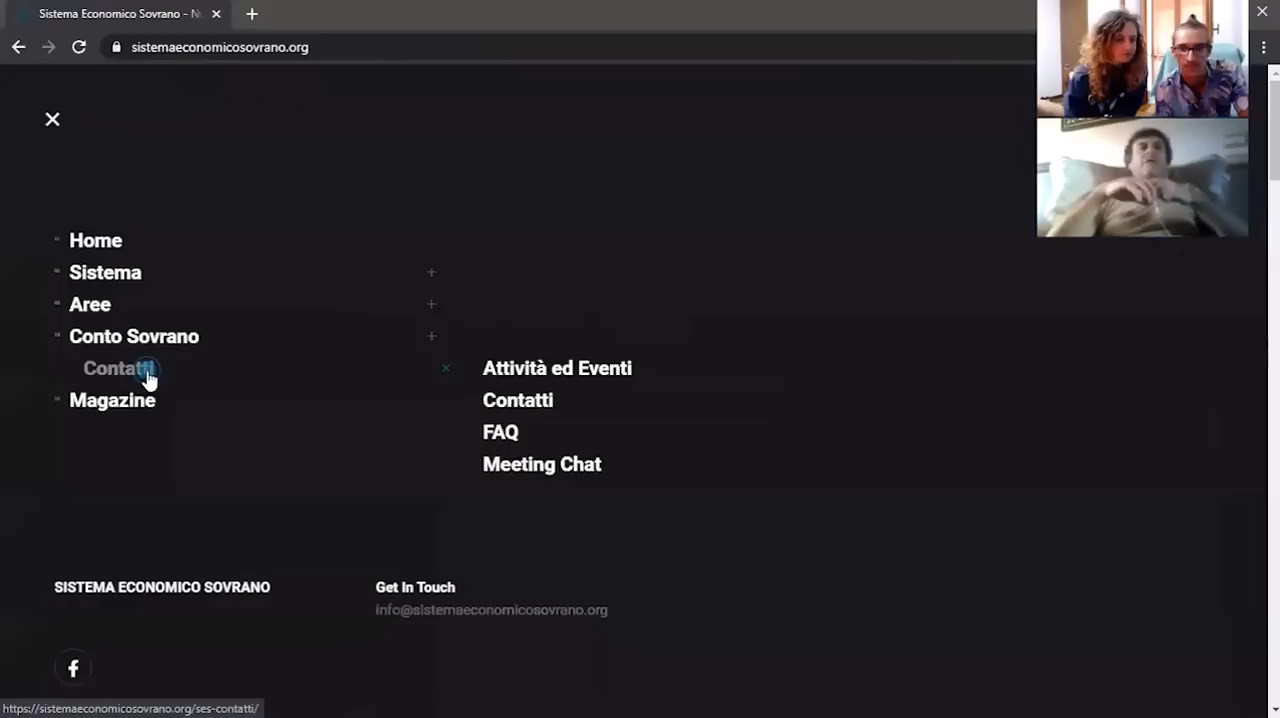 Sistema Economico Sovrano - Nu
sistemaeconomicosovrano.org
Home
Sistema
Aree
Conto Sovrano
Contatti
Magazine
Attività ed Eventi
Contatti
FAQ
Meeting Chat
SISTEMA ECONOMICO SOVRANO
Get In Touch
info@sistemaeconomicosovrano.org
https://sistemaeconomicosovrano.org/ses-contatti/